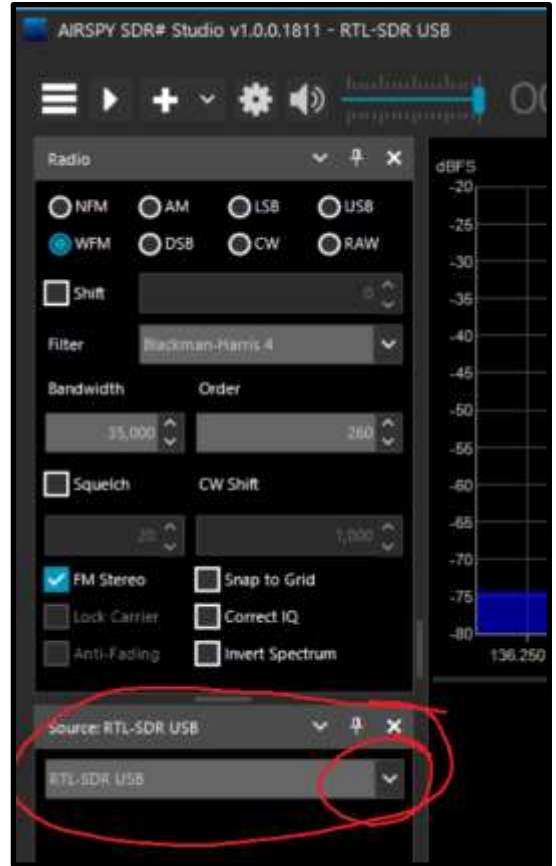 AIRSPY SDR# Studio v1.0.0.1811 - RTL-SDR USB
Radio
NFM AM LSB USB
WFM DSB CW RAW
Shift 0
Filter Blackman-Harris 4
Bandwidth Order
35,000 260
Squelch CW Shift
20 1,000
FM Stereo Snap to Grid
Lock Carrier Correct IQ
Anti-Fading Invert Spectrum
Source: RTL-SDR USB
RTL-SDR USB
dBFS
-20
-25
-30
-35
-40
-45
-50
-55
-60
-65
-70
-75
-80
136.250